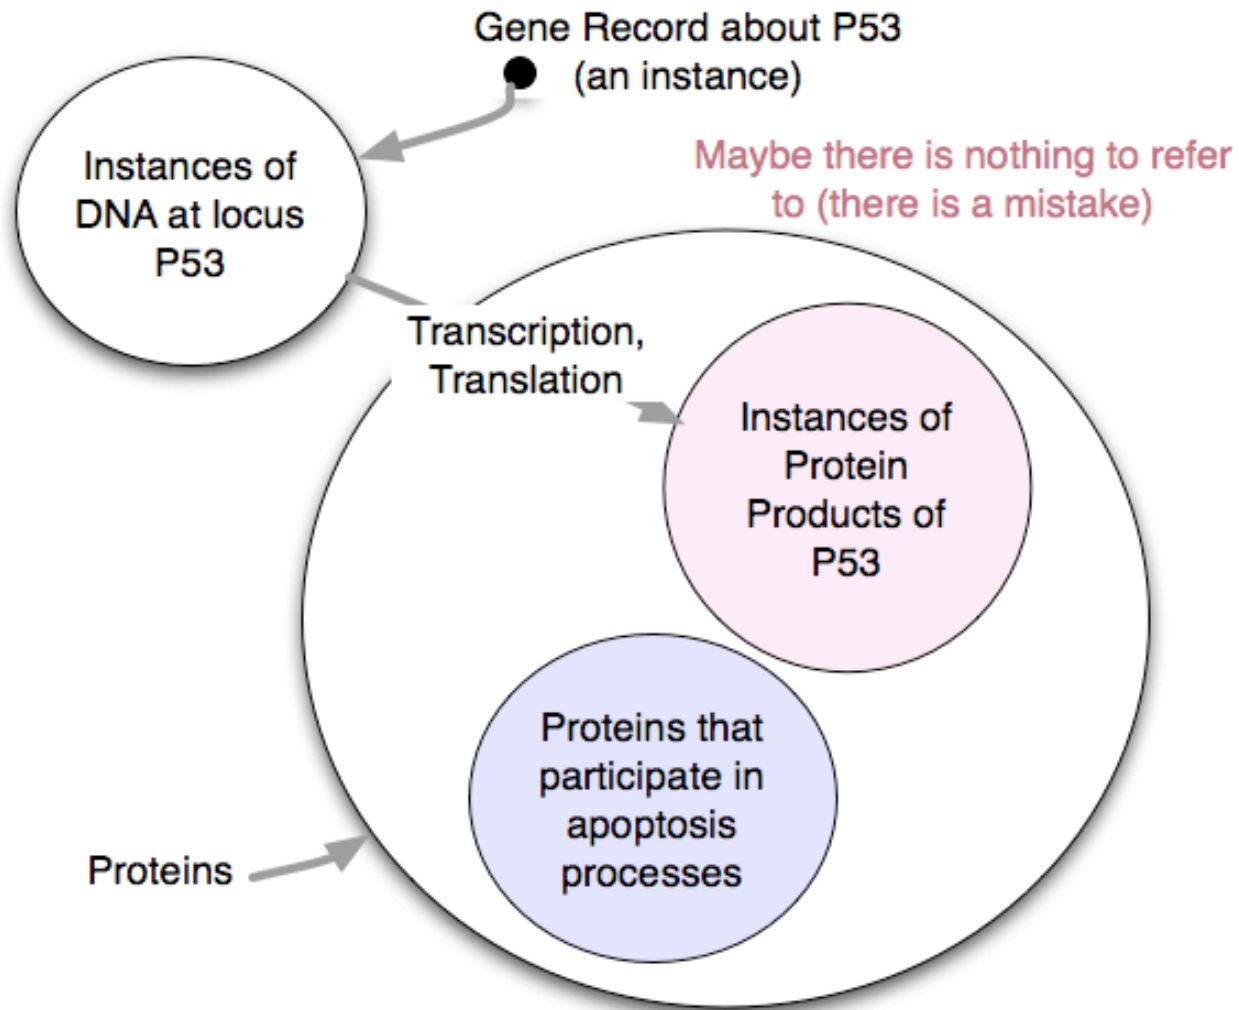 Gene Record about P53
(an instance)
Instances of
DNA at locus
P53
Maybe there is nothing to refer
to (there is a mistake)
Transcription,
Translation
Instances of
Protein
Products of
P53
Proteins that
participate in
apoptosis
processes
Proteins